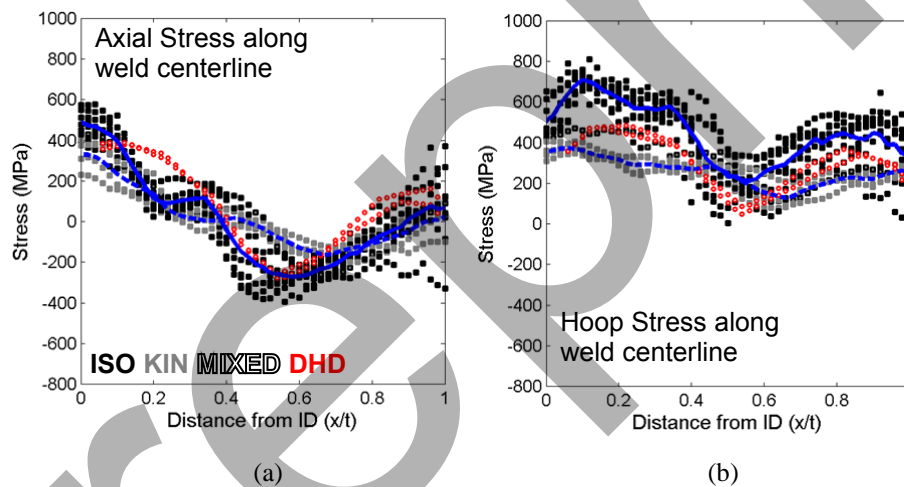 1000
800
600
400
200
0
-200
-400
-600
-800
Stress (MPa)
Axial Stress along
weld centerline
ISO KIN MIXED DHD
0 0.2 0.4 0.6 0.8 1
Distance from ID (x/t)
(a)
1000
800
600
400
200
0
-200
-400
-600
-800
Stress (MPa)
Hoop Stress along
weld centerline
0 0.2 0.4 0.6 0.8
Distance from ID (x/t)
(b)